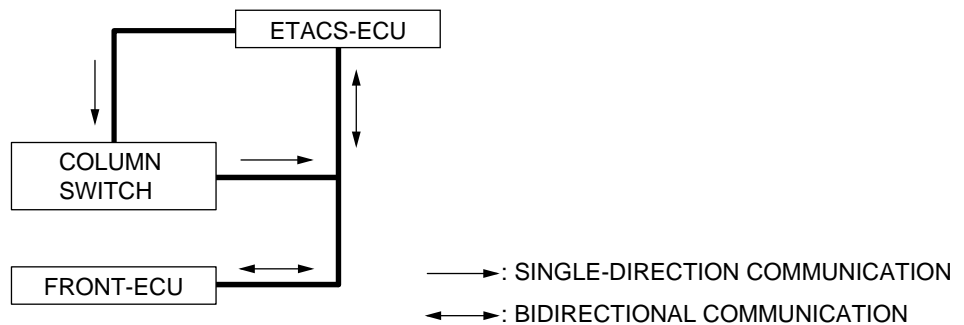 ETACS-ECU
COLUMN
SWITCH
FRONT-ECU
: SINGLE-DIRECTION COMMUNICATION
: BIDIRECTIONAL COMMUNICATION